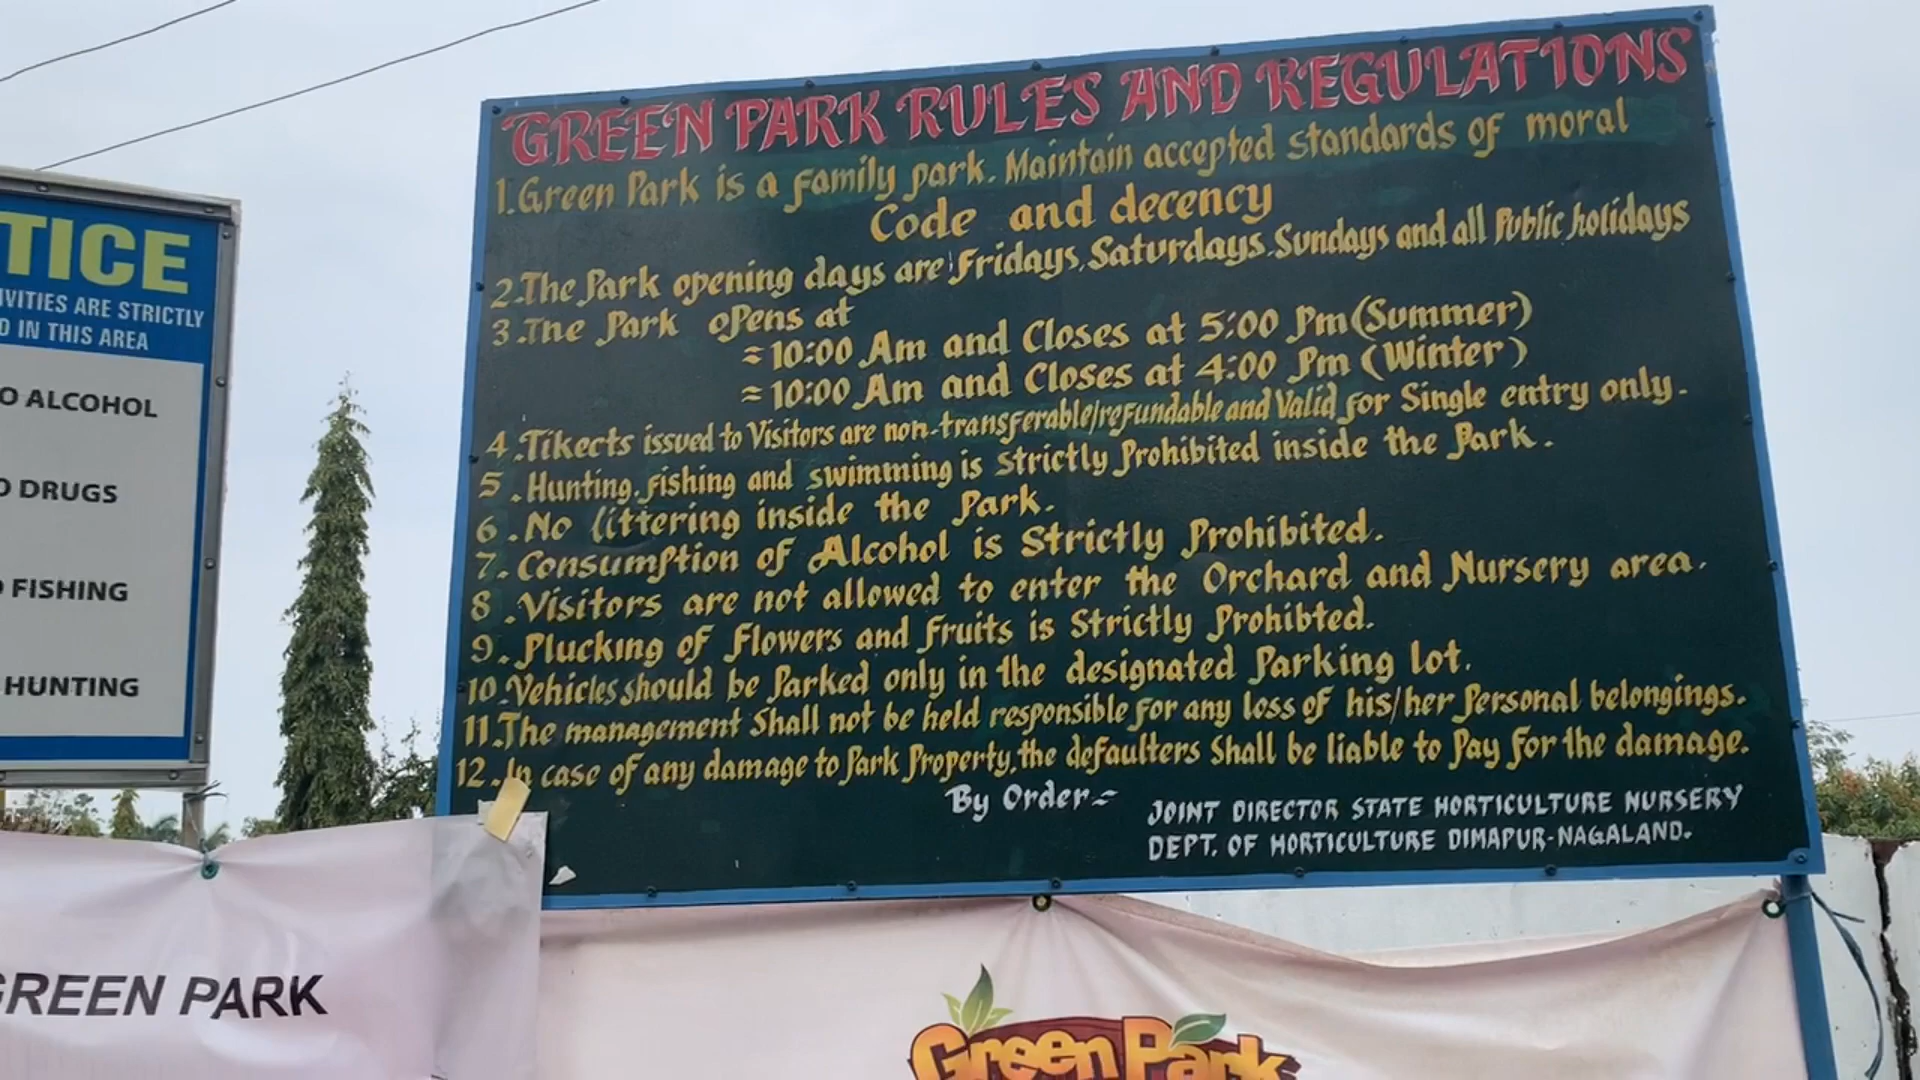 GREEN PARK RULES AND REGULATIONS
1. Green Park is a family park. Maintain accepted standards of moral
Code and decency
2. The Park opening days are Fridays, Saturdays, Sundays and all Public holidays
3. The Park opens at
= 10:00 Am and Closes at 5:00 Pm (Summer)
= 10:00 Am and Closes at 4:00 Pm (Winter)
4. Tikects issued to Visitors are non-transferable/refundable and Valid for Single entry only.
5. Hunting, fishing and swimming is strictly Prohibited inside the Park.
6. No littering inside the Park.
7. Consumption of Alcohol is Strictly Prohibited.
8. Visitors are not allowed to enter the Orchard and Nursery area.
9. Plucking of Flowers and Fruits is Strictly Prohibted.
10. Vehicles should be Parked only in the designated Parking lot.
11. The management Shall not be held responsible for any loss of his/her Personal belongings.
12. In case of any damage to Park Property, the defaulters Shall be liable to Pay for the damage.
By Order:-
JOINT DIRECTOR STATE HORTICULTURE NURSERY
DEPT. OF HORTICULTURE DIMAPUR-NAGALAND.
TICE
IVITIES ARE STRICTLY
D IN THIS AREA
O ALCOHOL
O DRUGS
O FISHING
HUNTING
GREEN PARK
Green Park